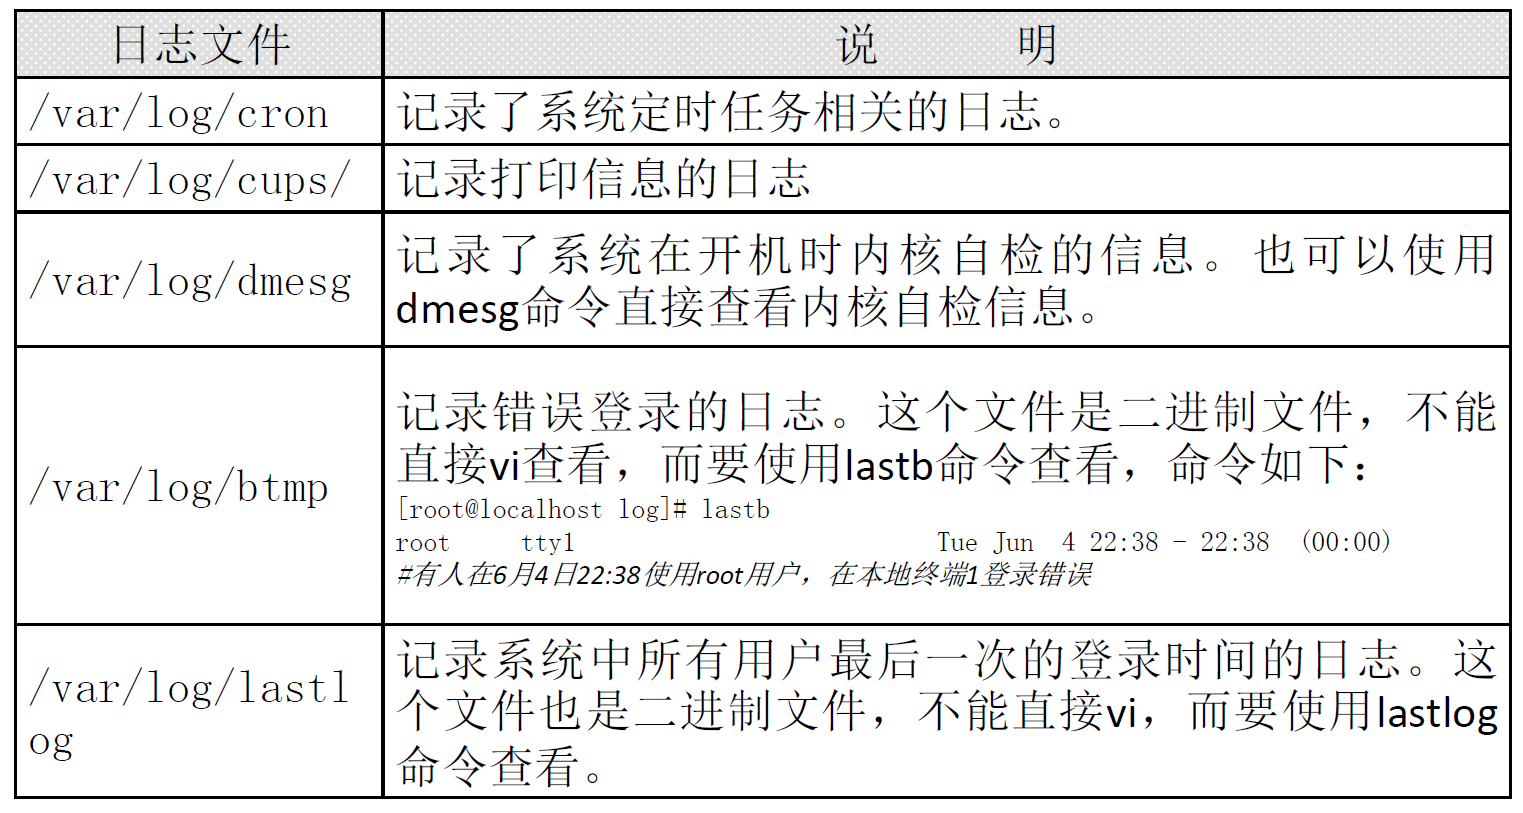 日志文件
说 明
/var/log/cron
记录了系统定时任务相关的日志。
/var/log/cups/
记录打印信息的日志
/var/log/dmesg
记录了系统在开机时内核自检的信息。也可以使用
dmesg命令直接查看内核自检信息。
/var/log/btmp
记录错误登录的日志。这个文件是二进制文件，不能
直接vi查看，而要使用lastb命令查看，命令如下：
[root@localhost log]# lastb
root tty1 Tue Jun 4 22:38 - 22:38 (00:00)
#有人在6月4日22:38使用root用户，在本地终端1登录错误
/var/log/lastl
og
记录系统中所有用户最后一次的登录时间的日志。这
个文件也是二进制文件，不能直接vi，而要使用lastlog
命令查看。